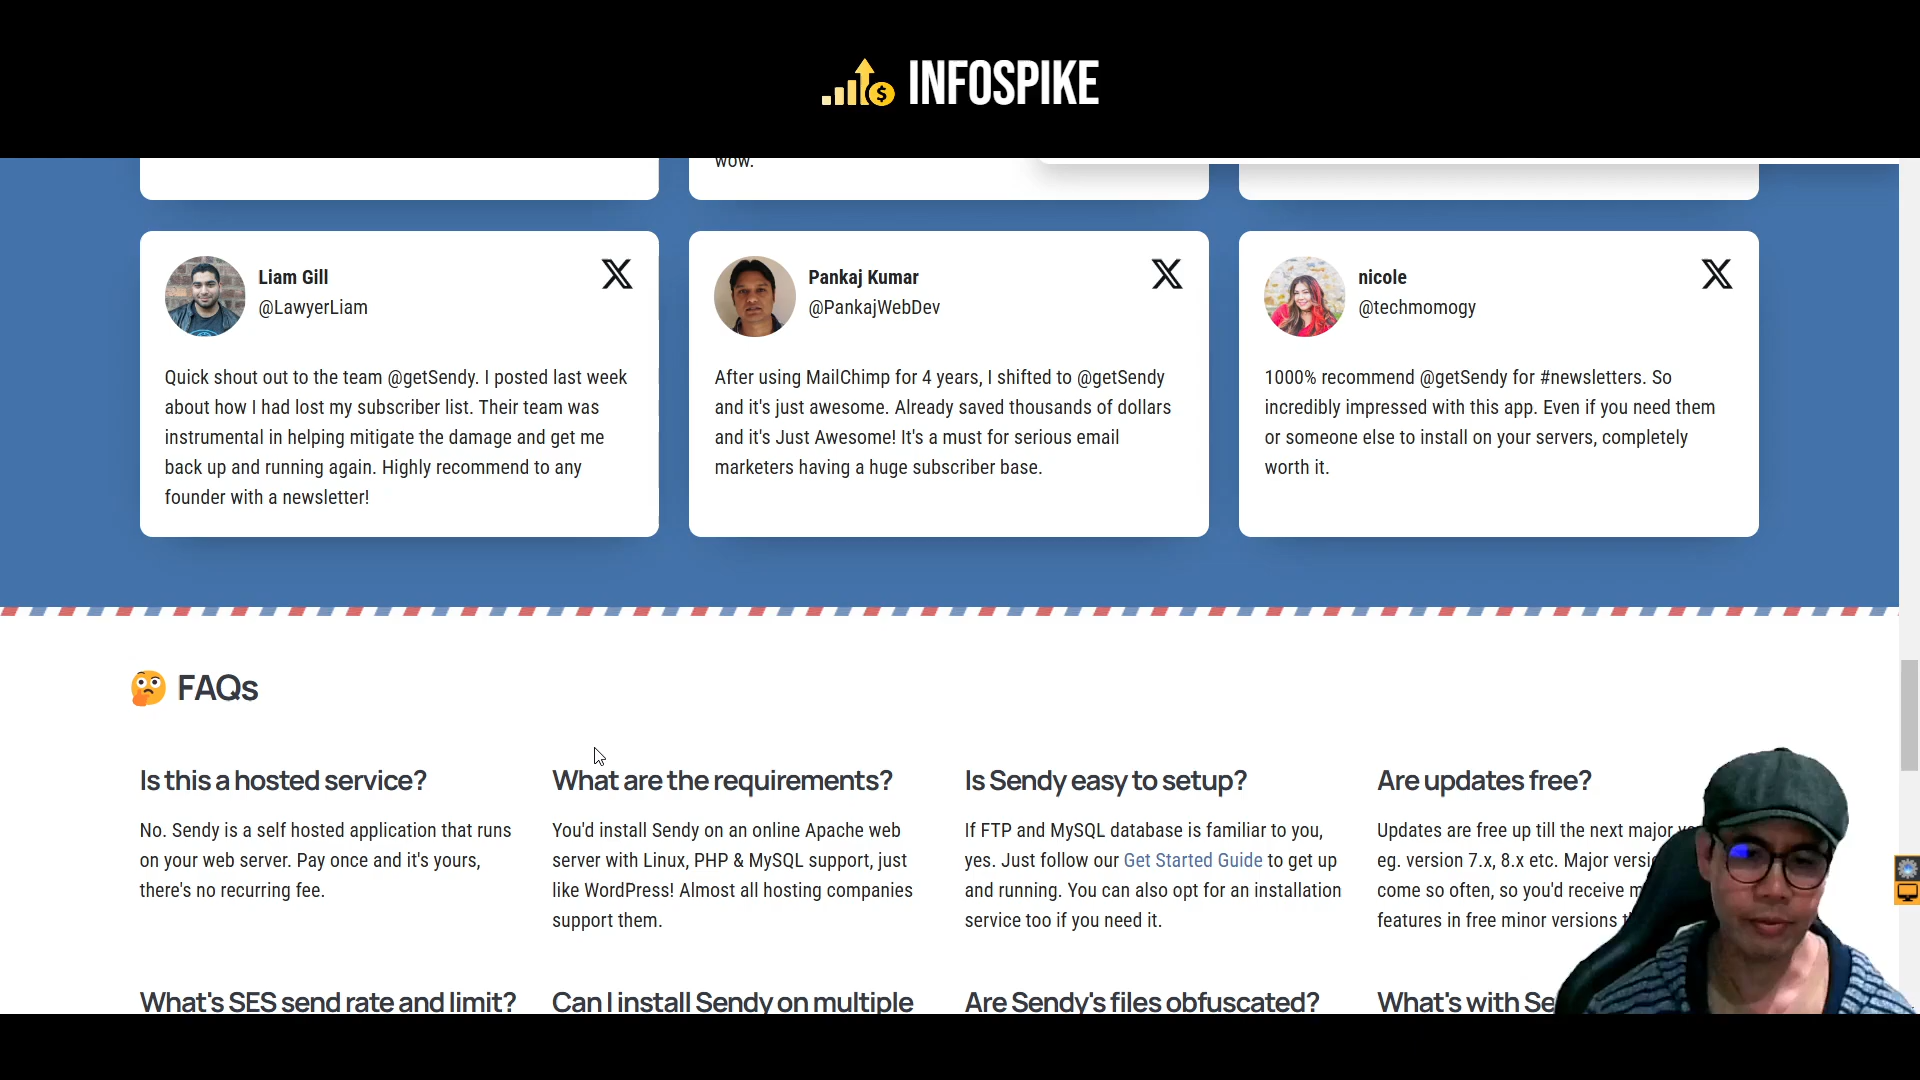 INFOSPIKE
wow.
Liam Gill
@LawyerLiam
Quick shout out to the team @getSendy. I posted last week
about how I had lost my subscriber list. Their team was
instrumental in helping mitigate the damage and get me
back up and running again. Highly recommend to any
founder with a newsletter!
Pankaj Kumar
@PankajWebDev
After using MailChimp for 4 years, I shifted to @getSendy
and it's just awesome. Already saved thousands of dollars
and it's Just Awesome! It's a must for serious email
marketers having a huge subscriber base.
nicole
@techmomogy
1000% recommend @getSendy for #newsletters. So
incredibly impressed with this app. Even if you need them
or someone else to install on your servers, completely
worth it.
FAQs
Is this a hosted service?
No. Sendy is a self hosted application that runs
on your web server. Pay once and it's yours,
there's no recurring fee.
What are the requirements?
You'd install Sendy on an online Apache web
server with Linux, PHP & MySQL support, just
like WordPress! Almost all hosting companies
support them.
Is Sendy easy to setup?
If FTP and MySQL database is familiar to you,
yes. Just follow our Get Started Guide to get up
and running. You can also opt for an installation
service too if you need it.
Are updates free?
Updates are free up till the next major
eg. version 7.x, 8.x etc. Major
come so often, so you'd receive
features in free minor versions
What's SES send rate and limit?
Can I install Sendy on multiple
Are Sendy's files obfuscated?
What's with